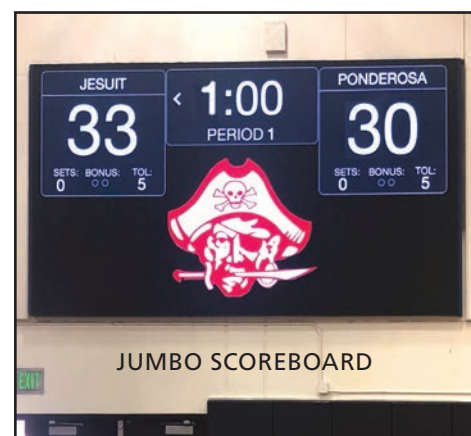 JESUIT
33
SETS: BONUS: TOL:
0 5
< 1:00
PERIOD 1
PONDEROSA
30
SETS: BONUS: TOL:
0 5
JUMBO SCOREBOARD
EXIT